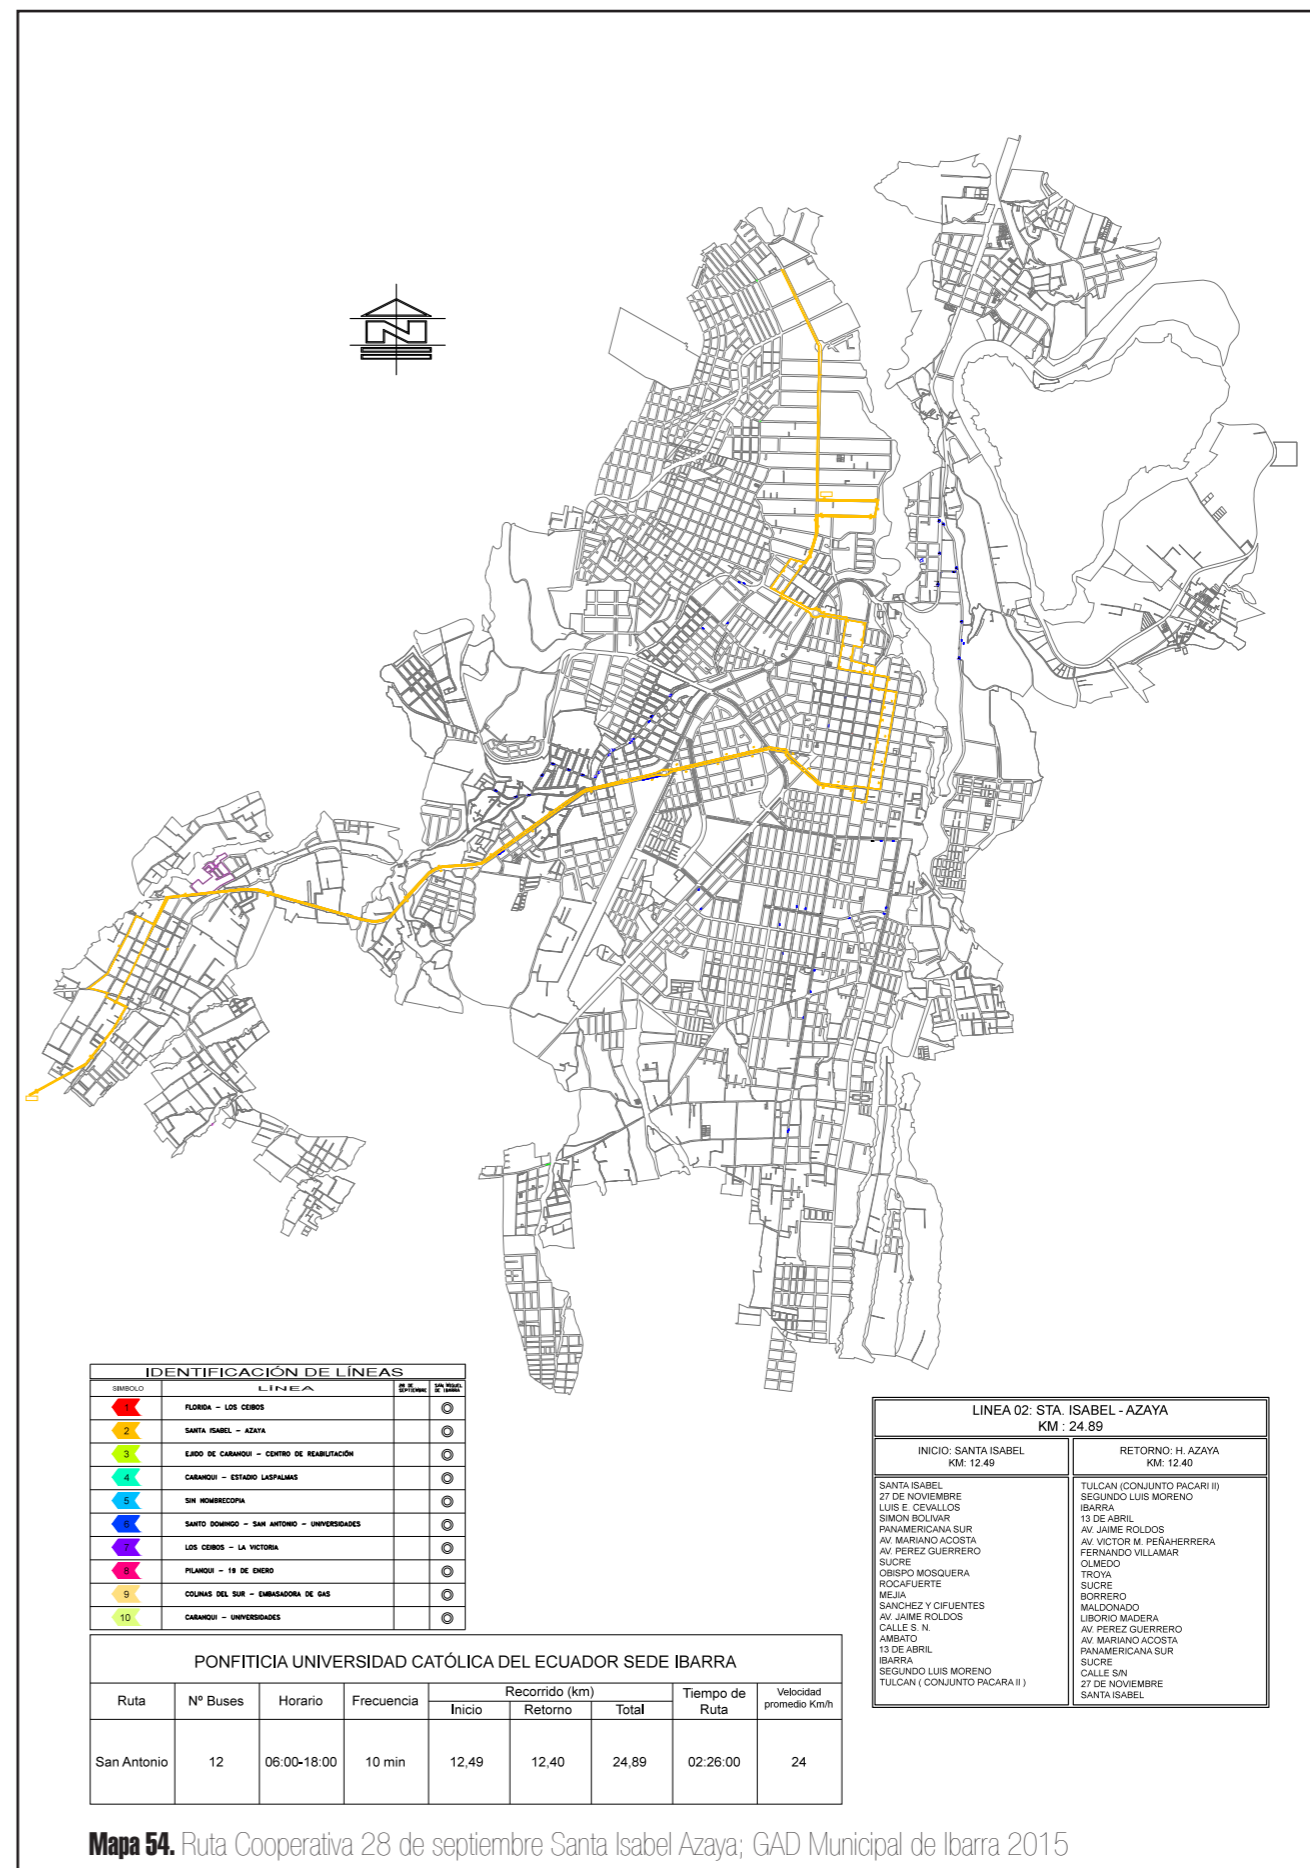 N
IDENTIFICACIÓN DE LÍNEAS
SIMBOLO LÍNEA 28 DE SEPTIEMBRE SAN MIGUEL DE IBARRA
1 FLORIDA - LOS CEIBOS
2 SANTA ISABEL - AZAYA
3 EJIDO DE CARANQUI - CENTRO DE REABILITACIÓN
4 CARANQUI - ESTADIO LASPALMAS
5 SIN NOMBRECOPIA
6 SANTO DOMINGO - SAN ANTONIO - UNIVERSIDADES
7 LOS CEIBOS - LA VICTORIA
8 PILANQUI - 19 DE ENERO
9 COLINAS DEL SUR - EMBASADORA DE GAS
10 CARANQUI - UNIVERSIDADES
LINEA 02: STA. ISABEL - AZAYA
KM : 24.89
INICIO: SANTA ISABEL
KM: 12.49
SANTA ISABEL
27 DE NOVIEMBRE
LUIS E. CEVALLOS
SIMON BOLIVAR
PANAMERICANA SUR
AV. MARIANO ACOSTA
AV. PEREZ GUERRERO
SUCRE
OBISPO MOSQUERA
ROCAFUERTE
MEJIA
SANCHEZ Y CIFUENTES
AV. JAIME ROLDOS
CALLE S. N.
AMBATO
13 DE ABRIL
IBARRA
SEGUNDO LUIS MORENO
TULCAN ( CONJUNTO PACARA II )
RETORNO: H. AZAYA
KM: 12.40
TULCAN (CONJUNTO PACARI II)
SEGUNDO LUIS MORENO
IBARRA
13 DE ABRIL
AV. JAIME ROLDOS
AV. VICTOR M. PEÑAHERRERA
FERNANDO VILLAMAR
OLMEDO
TROYA
SUCRE
BORRERO
MALDONADO
LIBORIO MADERA
AV. PEREZ GUERRERO
AV. MARIANO ACOSTA
PANAMERICANA SUR
SUCRE
CALLE S/N
27 DE NOVIEMBRE
SANTA ISABEL
PONFITICIA UNIVERSIDAD CATÓLICA DEL ECUADOR SEDE IBARRA
Ruta Nº Buses Horario Frecuencia Recorrido (km) Tiempo de Ruta Velocidad promedio Km/h
Inicio Retorno Total
San Antonio 12 06:00-18:00 10 min 12,49 12,40 24,89 02:26:00 24
Mapa 54. Ruta Cooperativa 28 de septiembre Santa Isabel Azaya; GAD Municipal de Ibarra 2015